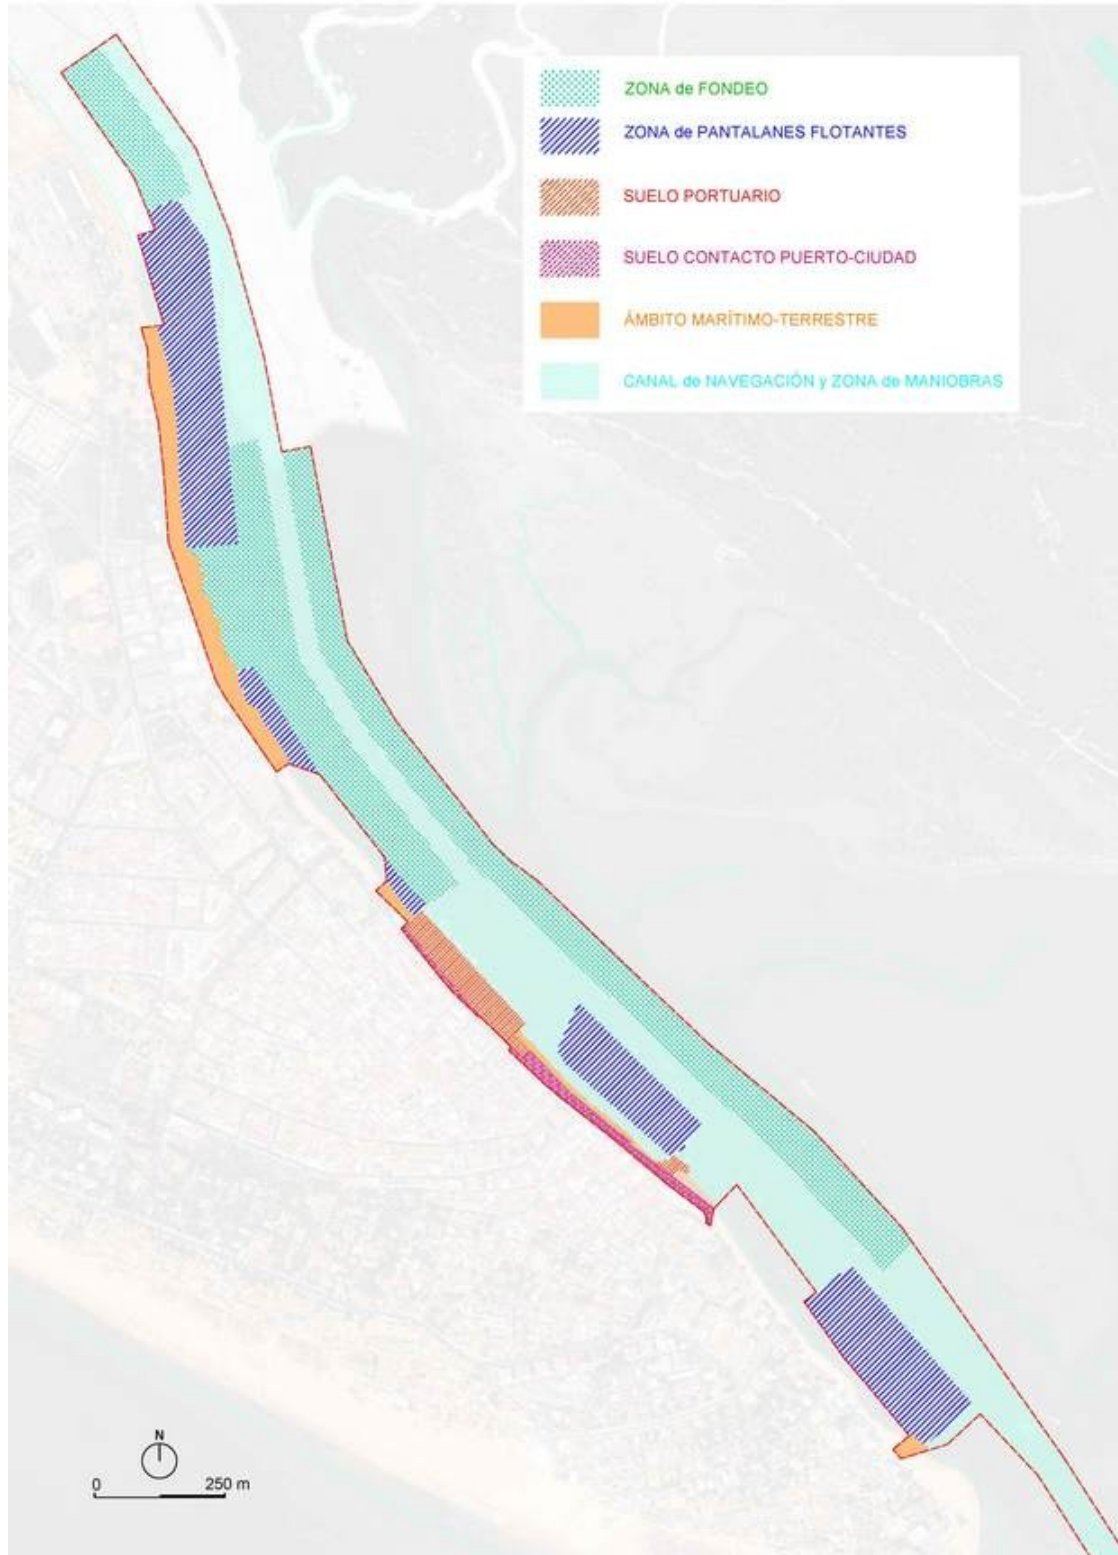 ZONA de FONDEO
ZONA de PANTALANES FLOTANTES
SUELO PORTUARIO
SUELO CONTACTO PUERTO-CIUDAD
ÁMBITO MARÍTIMO-TERRESTRE
CANAL de NAVEGACIÓN y ZONA de MANIOBRAS
N
0 250 m